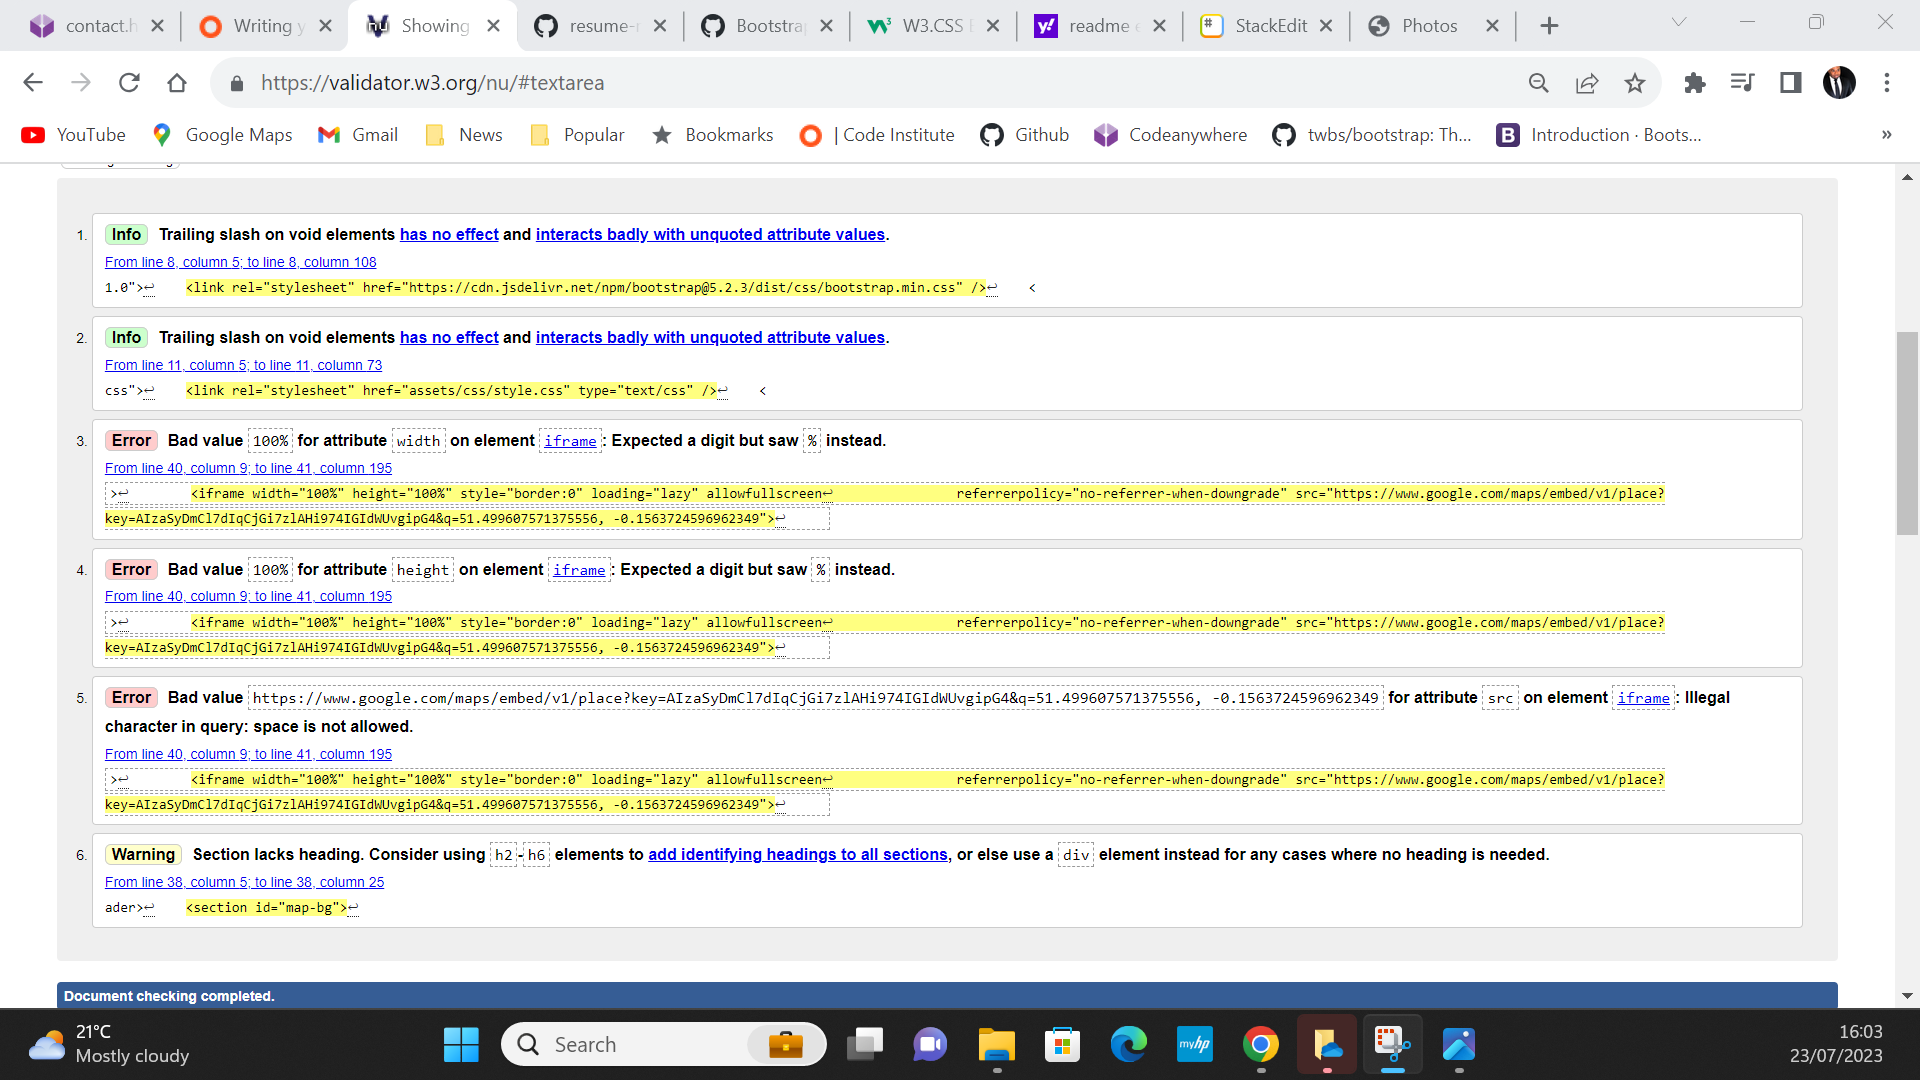 contact.h
Writing y
Showing
resume-r
Bootstrap
W3.CSS E
readme e
StackEdit
Photos
https://validator.w3.org/nu/#textarea
YouTube
Google Maps
Gmail
News
Popular
Bookmarks
| Code Institute
Github
Codeanywhere
twbs/bootstrap: Th...
Introduction · Boots...
»
1. Info Trailing slash on void elements has no effect and interacts badly with unquoted attribute values.
From line 8, column 5; to line 8, column 108
1.0">↩ <link rel="stylesheet" href="https://cdn.jsdelivr.net/npm/bootstrap@5.2.3/dist/css/bootstrap.min.css" />↩ <
2. Info Trailing slash on void elements has no effect and interacts badly with unquoted attribute values.
From line 11, column 5; to line 11, column 73
css">↩ <link rel="stylesheet" href="assets/css/style.css" type="text/css" />↩ <
3. Error Bad value 100% for attribute width on element iframe: Expected a digit but saw % instead.
From line 40, column 9; to line 41, column 195
>↩ <iframe width="100%" height="100%" style="border:0" loading="lazy" allowfullscreen↩ referrerpolicy="no-referrer-when-downgrade" src="https://www.google.com/maps/embed/v1/place?
key=AIzaSyDmCl7dIqCjGi7zlAHi974IGIdWUvgipG4&q=51.499607571375556, -0.1563724596962349">↩
4. Error Bad value 100% for attribute height on element iframe: Expected a digit but saw % instead.
From line 40, column 9; to line 41, column 195
>↩ <iframe width="100%" height="100%" style="border:0" loading="lazy" allowfullscreen↩ referrerpolicy="no-referrer-when-downgrade" src="https://www.google.com/maps/embed/v1/place?
key=AIzaSyDmCl7dIqCjGi7zlAHi974IGIdWUvgipG4&q=51.499607571375556, -0.1563724596962349">↩
5. Error Bad value https://www.google.com/maps/embed/v1/place?key=AIzaSyDmCl7dIqCjGi7zlAHi974IGIdWUvgipG4&q=51.499607571375556, -0.1563724596962349 for attribute src on element iframe: Illegal
character in query: space is not allowed.
From line 40, column 9; to line 41, column 195
>↩ <iframe width="100%" height="100%" style="border:0" loading="lazy" allowfullscreen↩ referrerpolicy="no-referrer-when-downgrade" src="https://www.google.com/maps/embed/v1/place?
key=AIzaSyDmCl7dIqCjGi7zlAHi974IGIdWUvgipG4&q=51.499607571375556, -0.1563724596962349">↩
6. Warning Section lacks heading. Consider using h2-h6 elements to add identifying headings to all sections, or else use a div element instead for any cases where no heading is needed.
From line 38, column 5; to line 38, column 25
ader>↩ <section id="map-bg">↩
Document checking completed.
21°C
Mostly cloudy
Search
myhp
16:03
23/07/2023